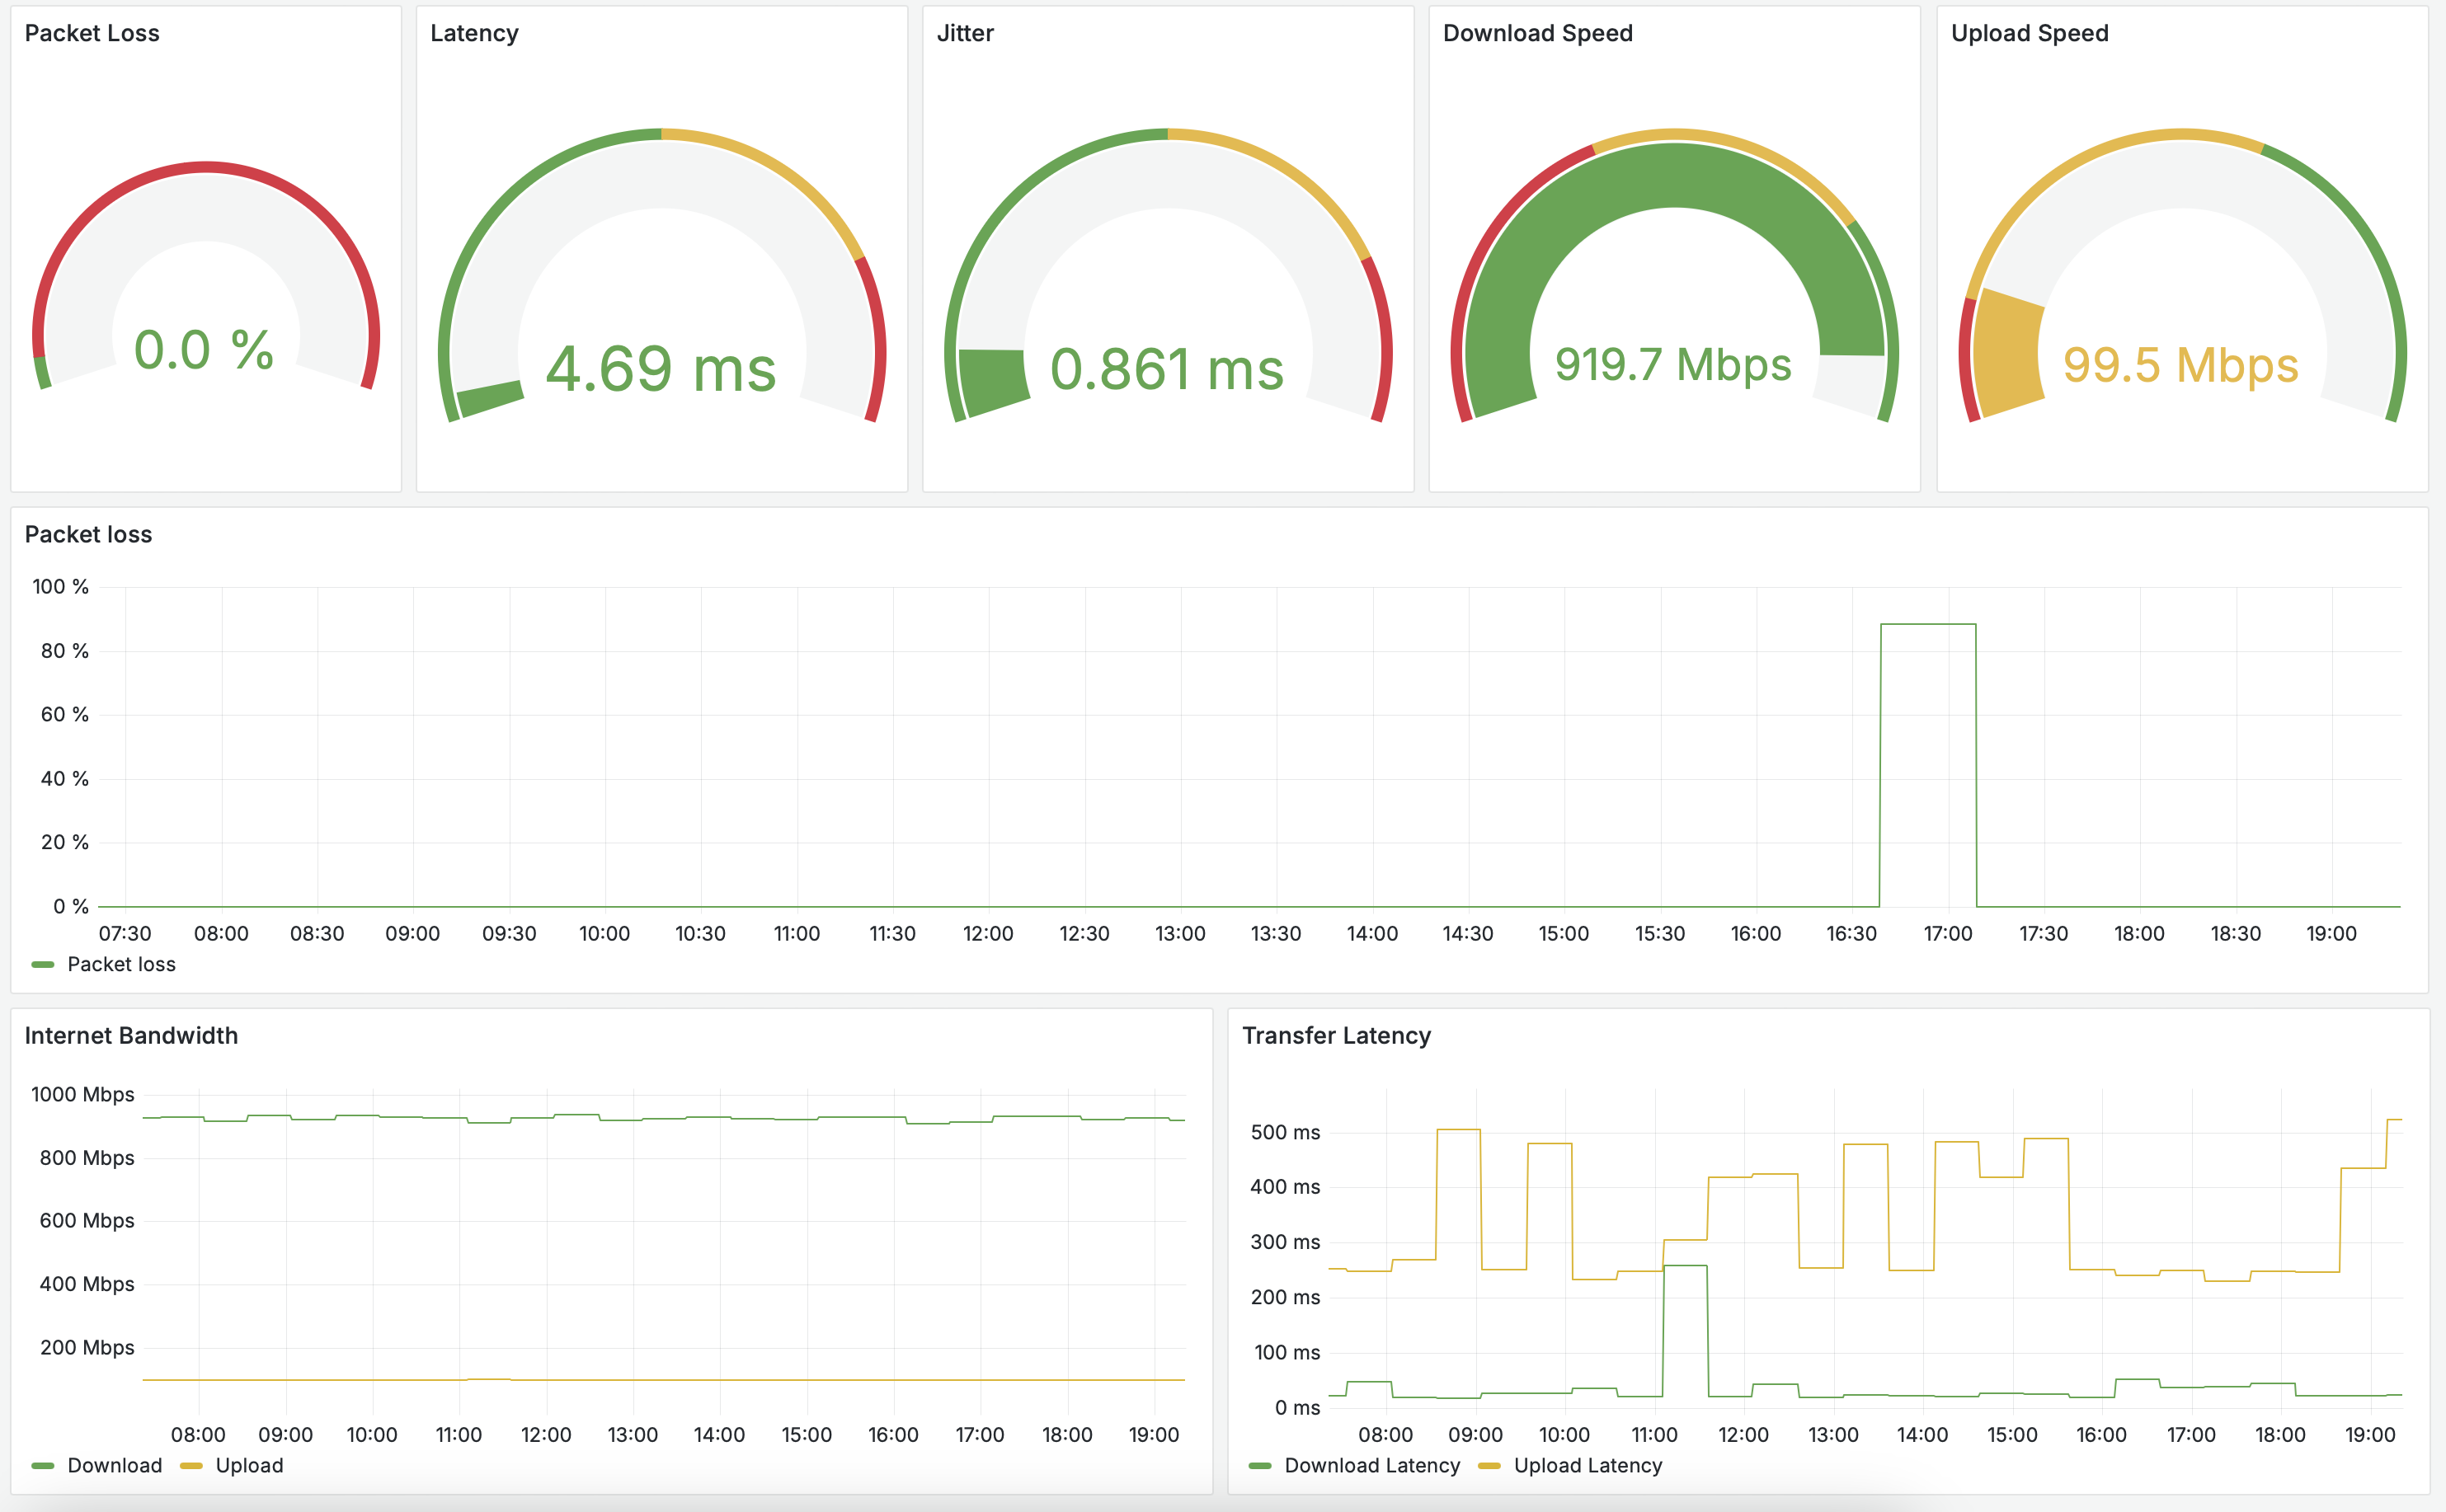 Packet Loss
Latency
Jitter
Download Speed
Upload Speed
0.0 %
4.69 ms
0.861 ms
919.7 Mbps
99.5 Mbps
Packet loss
100 %
80 %
60 %
40 %
20 %
0 %
07:30 08:00 08:30 09:00 09:30 10:00 10:30 11:00 11:30 12:00 12:30 13:00 13:30 14:00 14:30 15:00 15:30 16:00 16:30 17:00 17:30 18:00 18:30 19:00
Packet loss
Internet Bandwidth
1000 Mbps
800 Mbps
600 Mbps
400 Mbps
200 Mbps
08:00 09:00 10:00 11:00 12:00 13:00 14:00 15:00 16:00 17:00 18:00 19:00
Download Upload
Transfer Latency
500 ms
400 ms
300 ms
200 ms
100 ms
0 ms
08:00 09:00 10:00 11:00 12:00 13:00 14:00 15:00 16:00 17:00 18:00 19:00
Download Latency Upload Latency